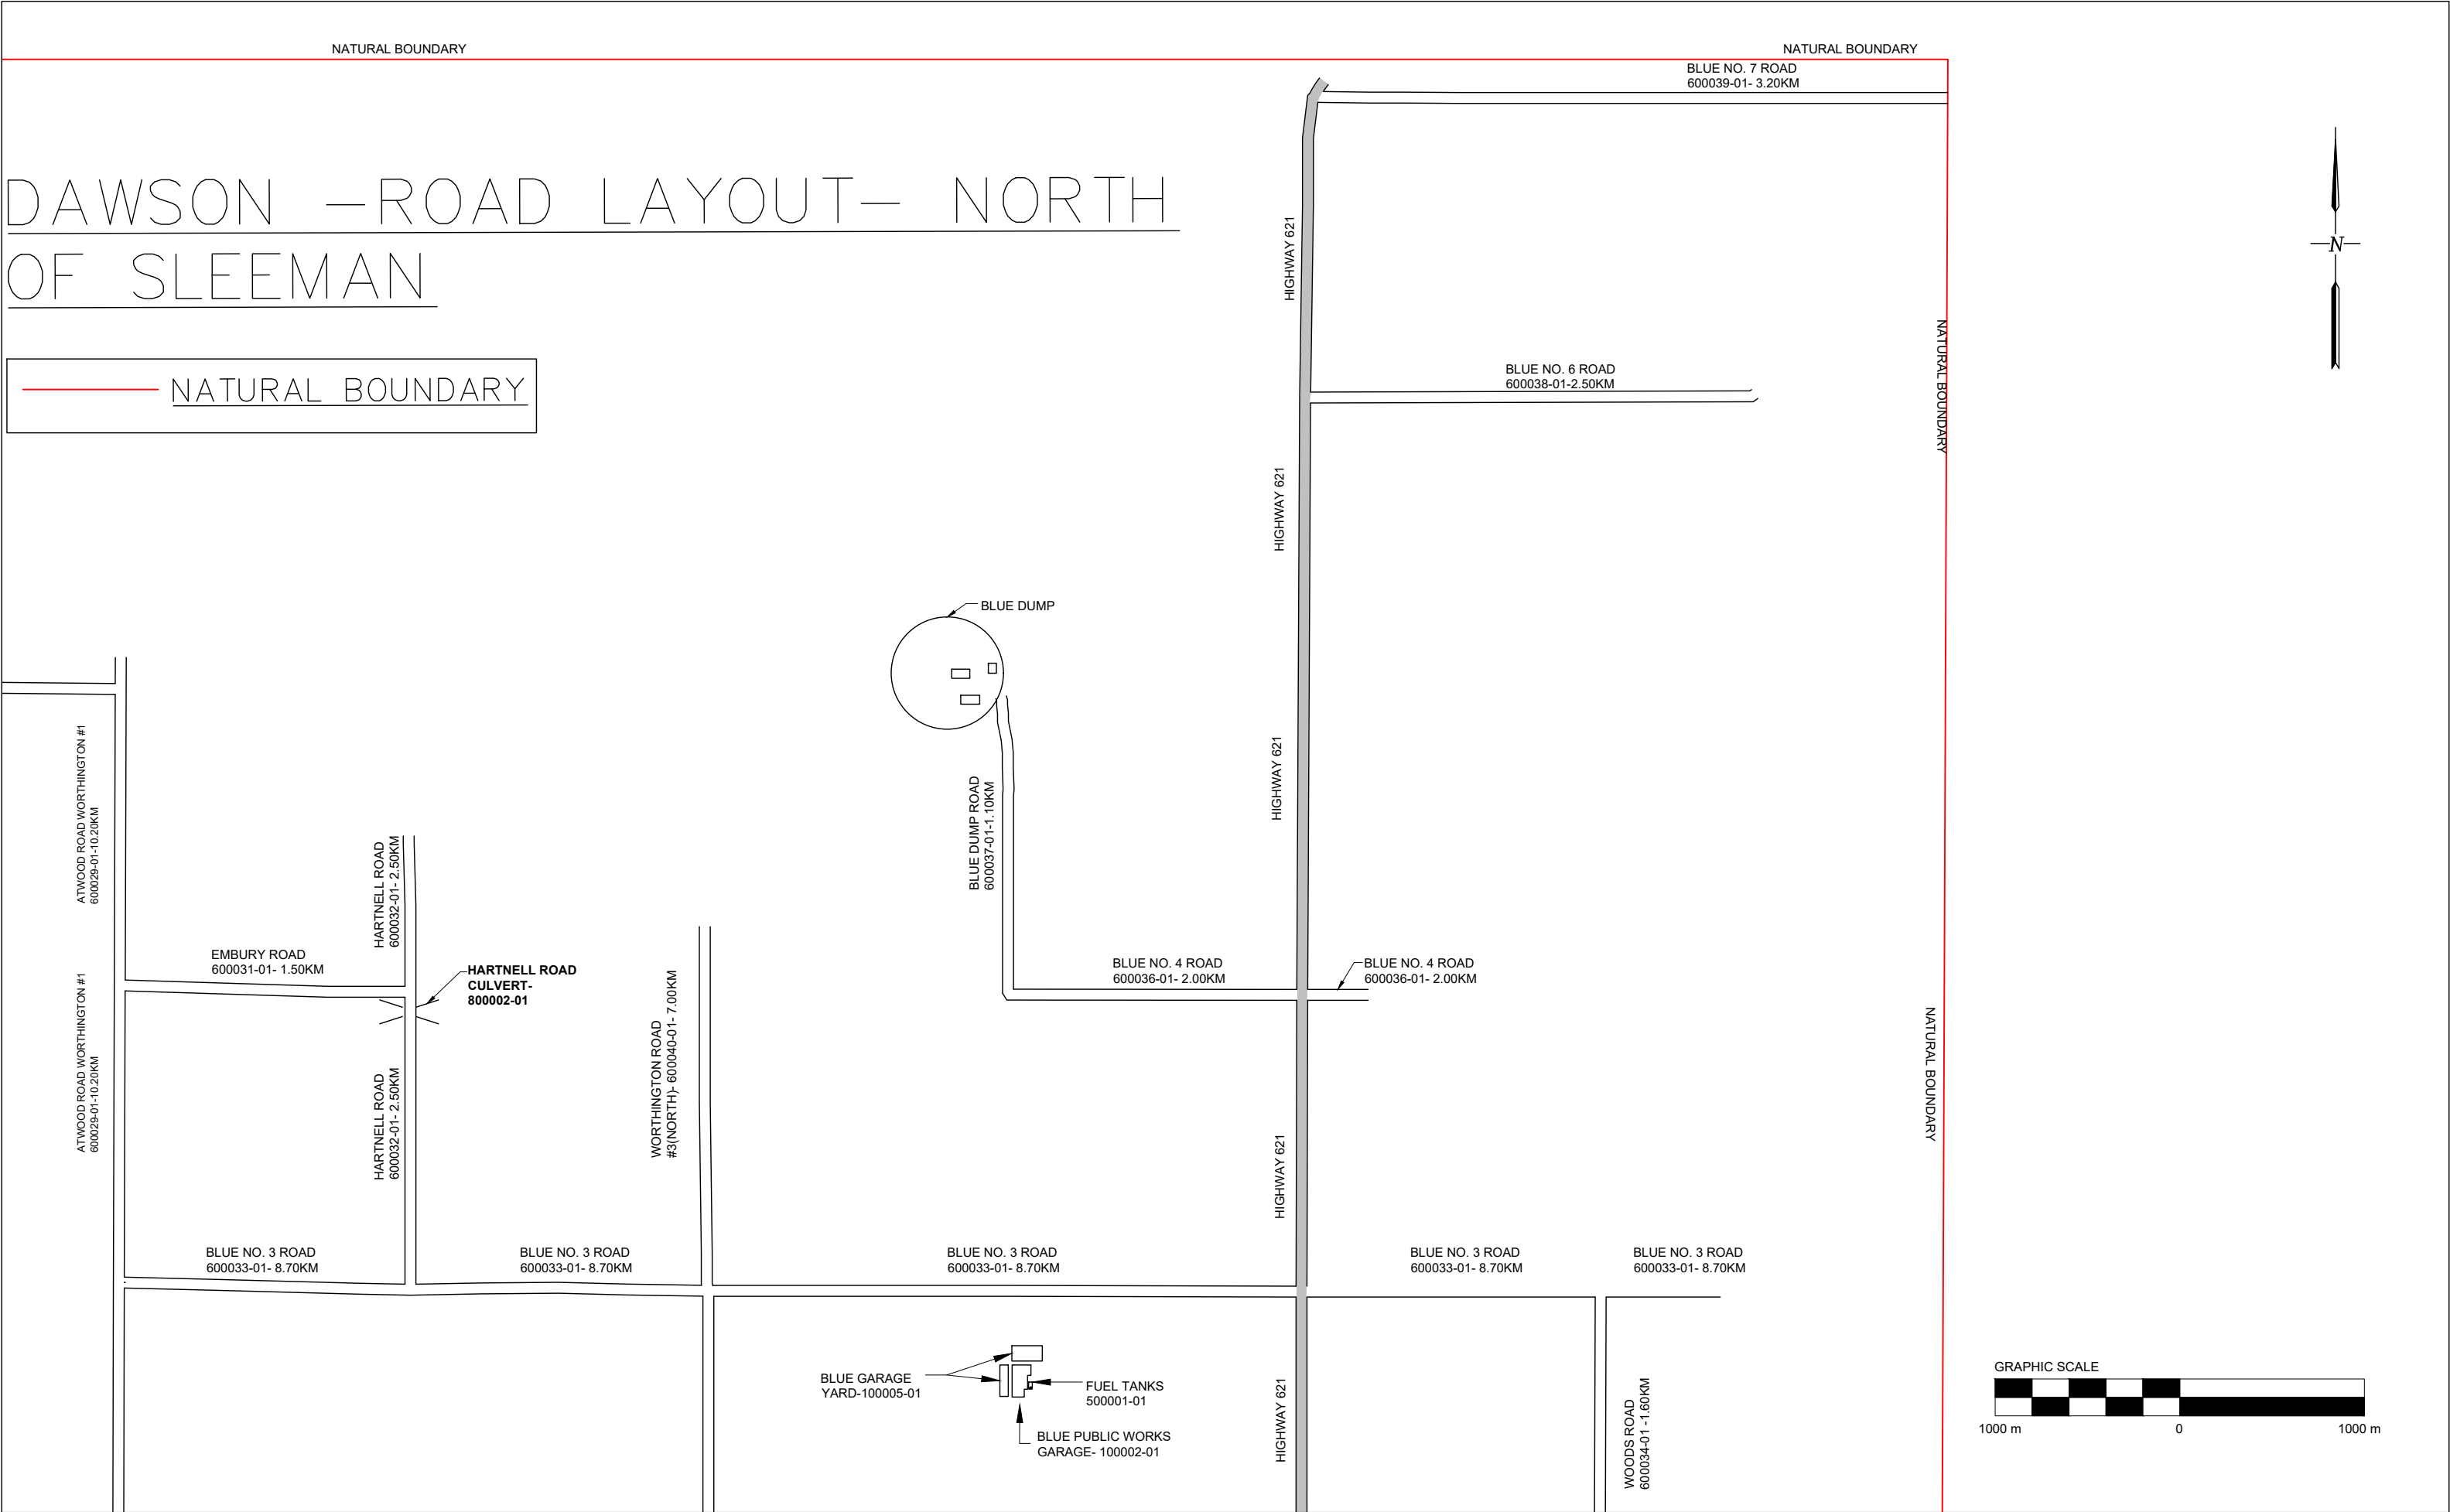 NATURAL BOUNDARY
NATURAL BOUNDARY
BLUE NO. 7 ROAD
600039-01- 3.20KM
DAWSON -ROAD LAYOUT- NORTH
OF SLEEMAN
NATURAL BOUNDARY
HIGHWAY 621
N
NATURAL BOUNDARY
BLUE NO. 6 ROAD
600038-01-2.50KM
HIGHWAY 621
BLUE DUMP
HIGHWAY 621
ATWOOD ROAD WORTHINGTON #1
600029-01-10.20KM
HARTNELL ROAD
600032-01- 2.50KM
BLUE DUMP ROAD
600037-01-1.10KM
EMBURY ROAD
600031-01- 1.50KM
HARTNELL ROAD
CULVERT-
800002-01
BLUE NO. 4 ROAD
600036-01- 2.00KM
BLUE NO. 4 ROAD
600036-01- 2.00KM
ATWOOD ROAD WORTHINGTON #1
600029-01-10.20KM
HARTNELL ROAD
600032-01- 2.50KM
WORTHINGTON ROAD
#3(NORTH)- 600040-01- 7.00KM
HIGHWAY 621
NATURAL BOUNDARY
BLUE NO. 3 ROAD
600033-01- 8.70KM
BLUE NO. 3 ROAD
600033-01- 8.70KM
BLUE NO. 3 ROAD
600033-01- 8.70KM
BLUE NO. 3 ROAD
600033-01- 8.70KM
BLUE NO. 3 ROAD
600033-01- 8.70KM
BLUE GARAGE
YARD-100005-01
FUEL TANKS
500001-01
BLUE PUBLIC WORKS
GARAGE- 100002-01
HIGHWAY 621
WOODS ROAD
600034-01 -1.60KM
GRAPHIC SCALE
1000 m
0
1000 m